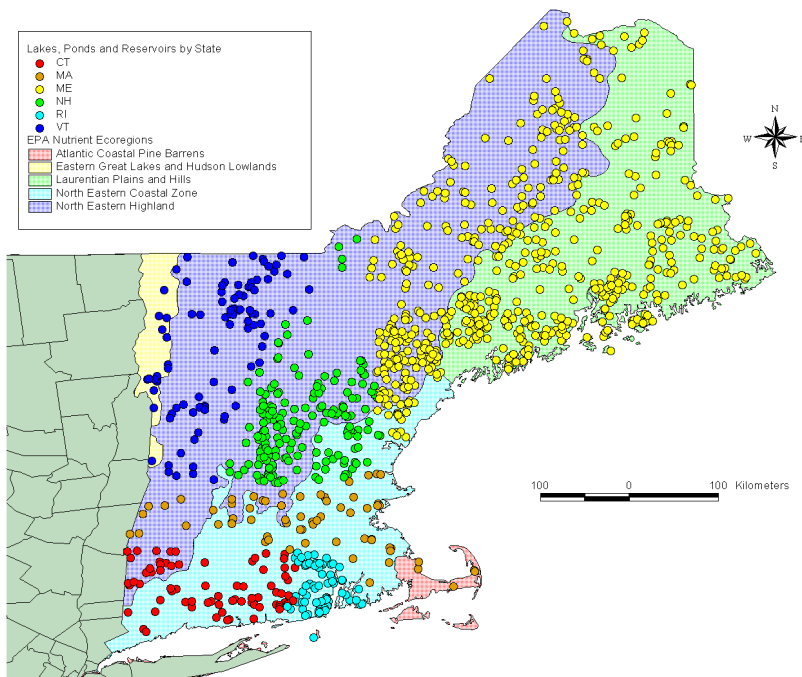 Lakes, Ponds and Reservoirs by State
CT
MA
ME
NH
RI
VT
EPA Nutrient Ecoregions
Atlantic Coastal Pine Barrens
Eastern Great Lakes and Hudson Lowlands
Laurentian Plains and Hills
North Eastern Coastal Zone
North Eastern Highland
N
W E
S
100 0 100 Kilometers